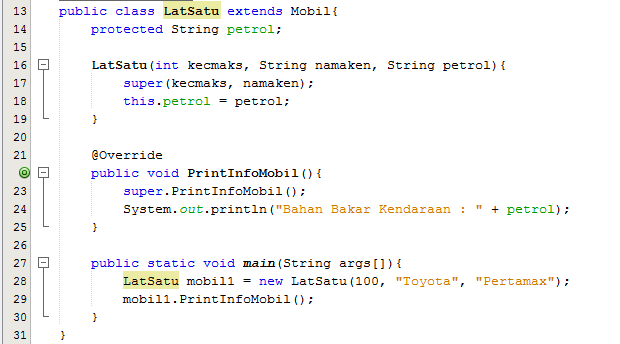 13 public class LatSatu extends Mobil{
14 protected String petrol;
15
16 LatSatu(int kecmaks, String namaken, String petrol){
17 super(kecmaks, namaken);
18 this.petrol = petrol;
19 }
20
21 @Override
public void PrintInfoMobil(){
23 super.PrintInfoMobil();
24 System.out.println("Bahan Bakar Kendaraan : " + petrol);
25 }
26
27 public static void main(String args[]){
28 LatSatu mobil1 = new LatSatu(100, "Toyota", "Pertamax");
29 mobil1.PrintInfoMobil();
30 }
31 }